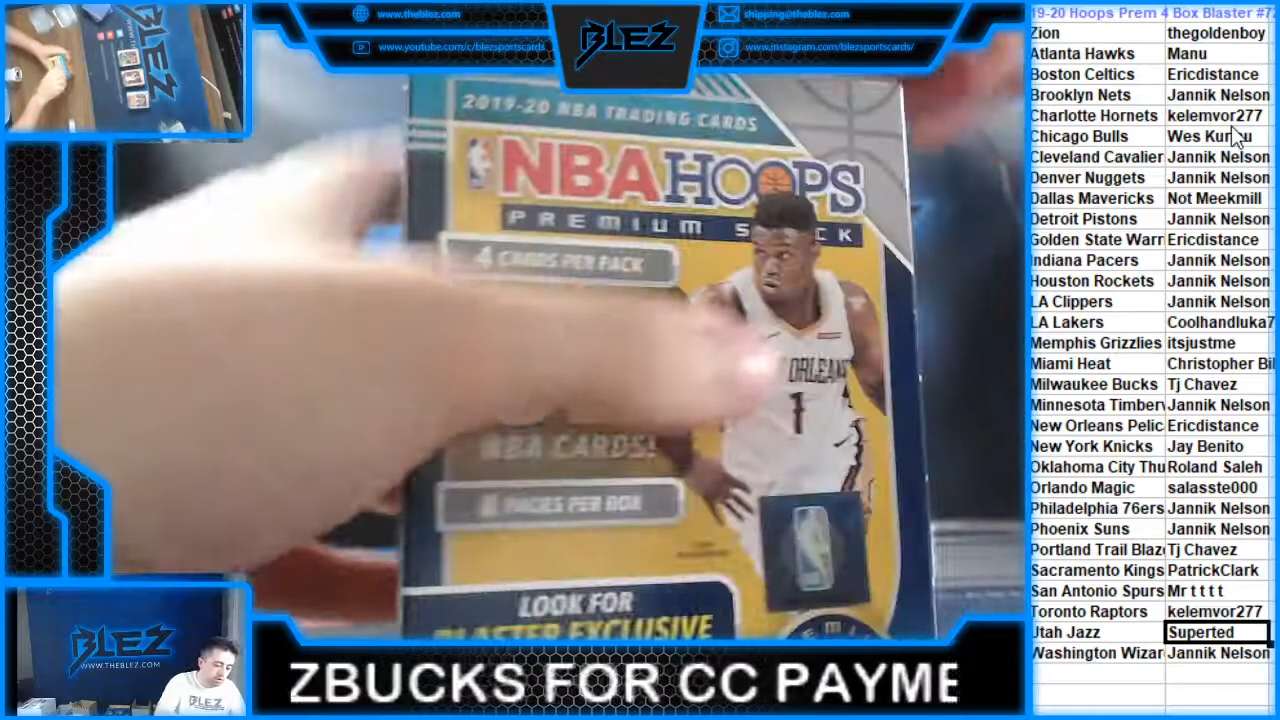 www.theblez.com
www.youtube.com/c/blezsportscards
BLEZ
shipping@theblez.com
www.instagram.com/blezsportscards/
BLEZ
2019-20 NBA TRADING CARDS
NBA HOOPS
PREMIUM
4 CARDS PER PACK
ORLEAN
1
NBA CARDS!
PACKS PER BOX
LOOK FOR
BLASTER EXCLUSIVE
BLEZ
WWW.THEBLEZ.COM
BLEZ
ZBUCKS FOR CC PAYME
19-20 Hoops Prem 4 Box Blaster #7
Zion thegoldenboy
Atlanta Hawks Manu
Boston Celtics Ericdistance
Brooklyn Nets Jannik Nelson
Charlotte Hornets kelemvor277
Chicago Bulls Wes
Cleveland Cavalier Jannik Nelson
Denver Nuggets Jannik Nelson
Dallas Mavericks Not Meekmill
Detroit Pistons Jannik Nelson
Golden State Warr Ericdistance
Indiana Pacers Jannik Nelson
Houston Rockets Jannik Nelson
LA Clippers Jannik Nelson
LA Lakers Coolhandluka7
Memphis Grizzlies itsjustme
Miami Heat Christopher Bil
Milwaukee Bucks Tj Chavez
Minnesota Timberv Jannik Nelson
New Orleans Pelic Ericdistance
New York Knicks Jay Benito
Oklahoma City Thu Roland Saleh
Orlando Magic salasste000
Philadelphia 76ers Jannik Nelson
Phoenix Suns Jannik Nelson
Portland Trail Blaze Tj Chavez
Sacramento Kings PatrickClark
San Antonio Spurs Mr t t t t
Toronto Raptors kelemvor277
Utah Jazz Superted
Washington Wizar Jannik Nelson